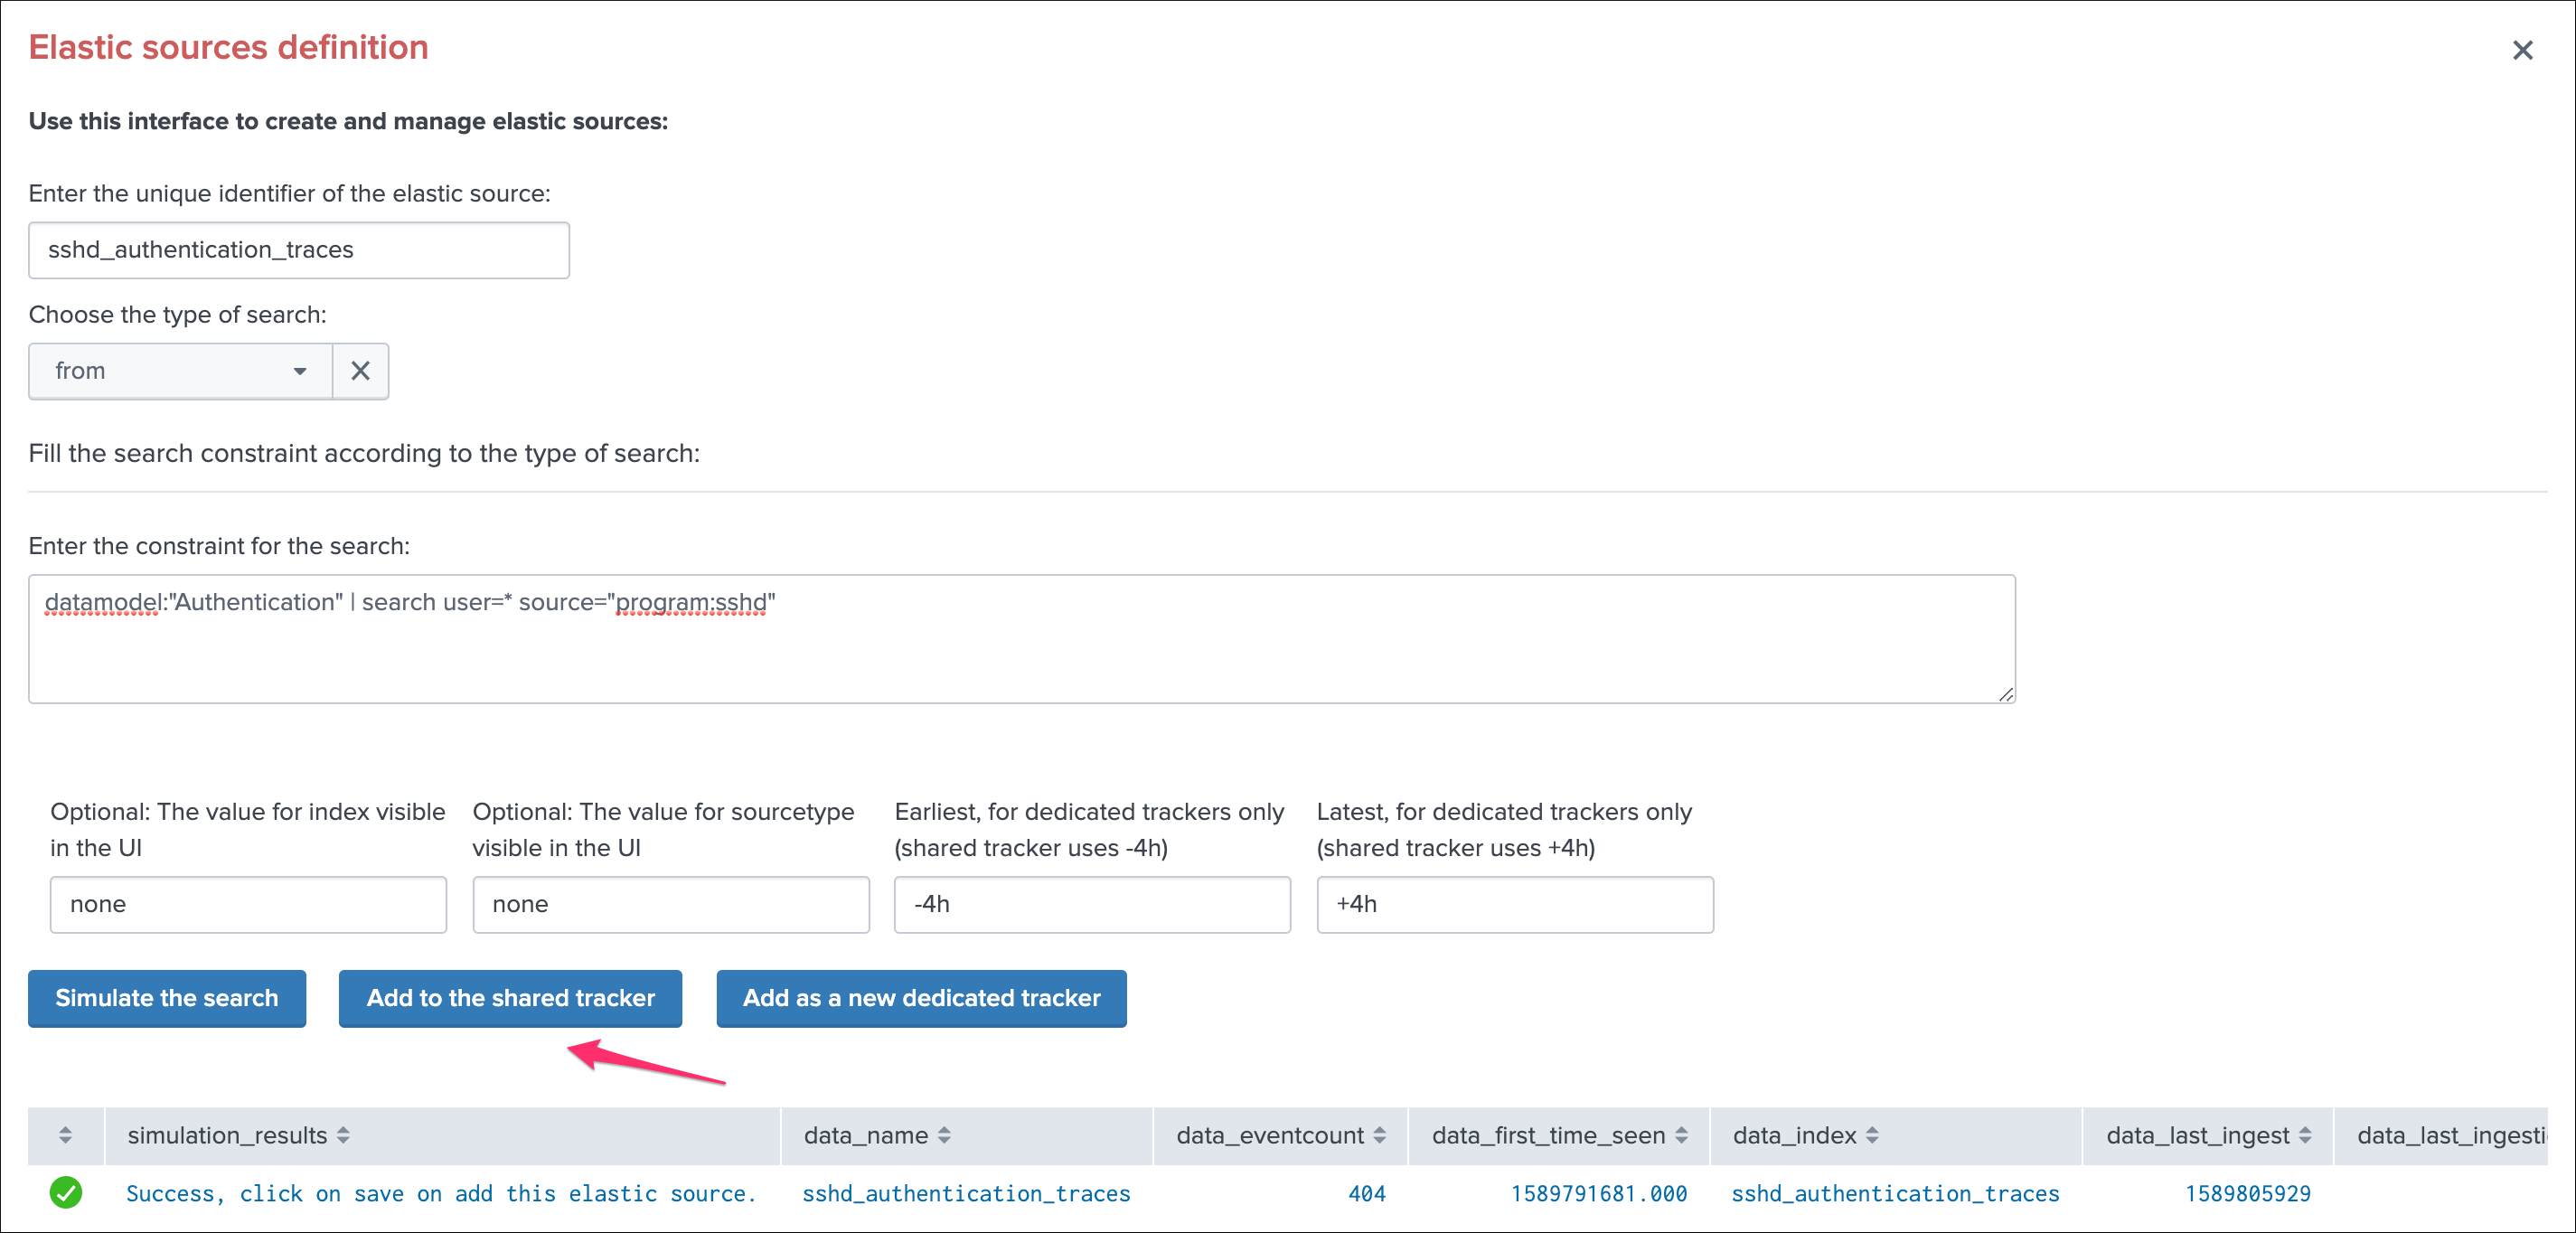 Elastic sources definition
Use this interface to create and manage elastic sources:
Enter the unique identifier of the elastic source:
sshd_authentication_traces
Choose the type of search:
from
Fill the search constraint according to the type of search:
Enter the constraint for the search:
datamodel:"Authentication" | search user=* source="program:sshd"
Optional: The value for index visible
in the UI
none
Optional: The value for sourcetype
visible in the UI
none
Earliest, for dedicated trackers only
(shared tracker uses -4h)
-4h
Latest, for dedicated trackers only
(shared tracker uses +4h)
+4h
Simulate the search Add to the shared tracker Add as a new dedicated tracker
simulation_results data_name data_eventcount data_first_time_seen data_index data_last_ingest data_last_ingesti
Success, click on save on add this elastic source. sshd_authentication_traces 404 1589791681.000 sshd_authentication_traces 1589805929